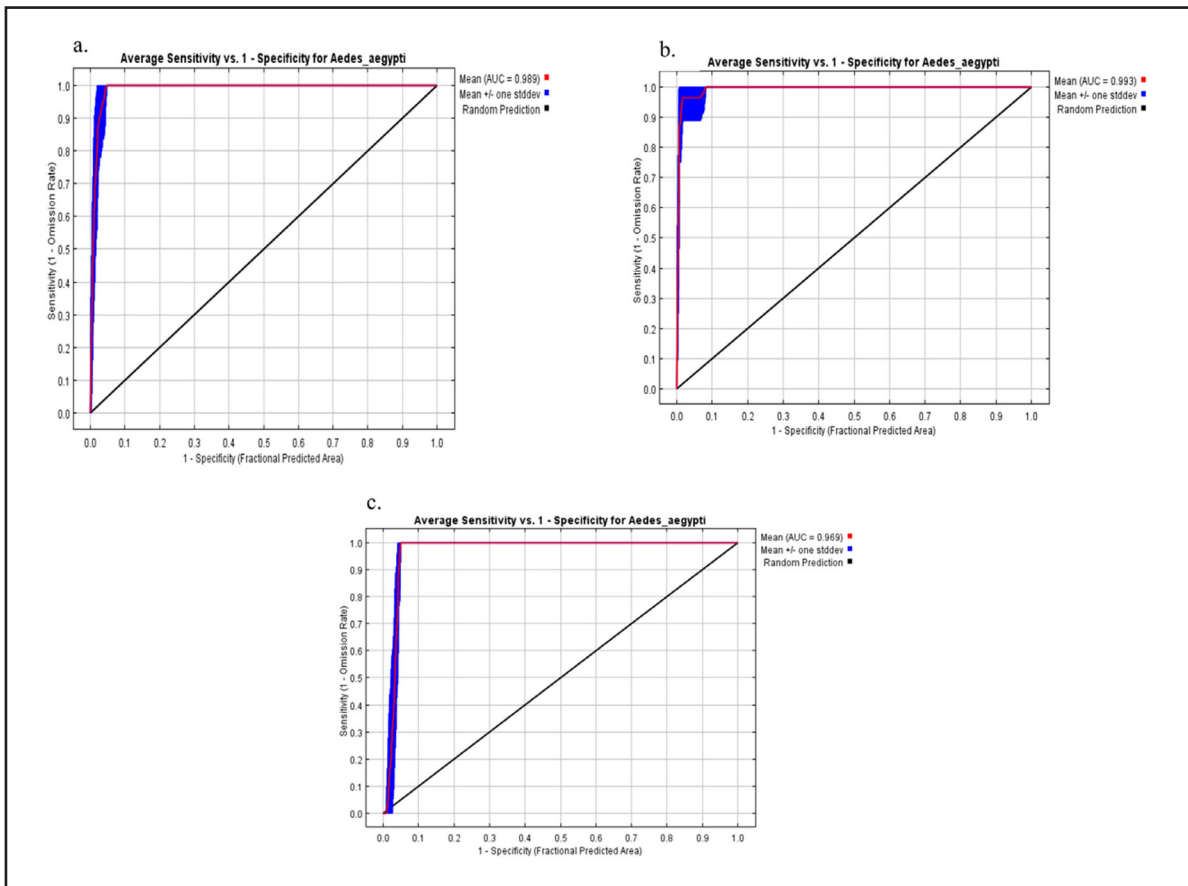 a.
Average Sensitivity vs. 1 - Specificity for Aedes_aegypti
Mean (AUC = 0.989)
Mean +/- one stddev
Random Prediction
Sensitivity (1 - Omission Rate)
1.0
0.9
0.8
0.7
0.6
0.5
0.4
0.3
0.2
0.1
0.0
0.0 0.1 0.2 0.3 0.4 0.5 0.6 0.7 0.8 0.9 1.0
1 - Specificity (Fractional Predicted Area)
b.
Average Sensitivity vs. 1 - Specificity for Aedes_aegypti
Mean (AUC = 0.993)
Mean +/- one stddev
Random Prediction
Sensitivity (1 - Omission Rate)
1.0
0.9
0.8
0.7
0.6
0.5
0.4
0.3
0.2
0.1
0.0
0.0 0.1 0.2 0.3 0.4 0.5 0.6 0.7 0.8 0.9 1.0
1 - Specificity (Fractional Predicted Area)
c.
Average Sensitivity vs. 1 - Specificity for Aedes_aegypti
Mean (AUC = 0.969)
Mean +/- one stddev
Random Prediction
Sensitivity (1 - Omission Rate)
1.0
0.9
0.8
0.7
0.6
0.5
0.4
0.3
0.2
0.1
0.0
0.0 0.1 0.2 0.3 0.4 0.5 0.6 0.7 0.8 0.9 1.0
1 - Specificity (Fractional Predicted Area)